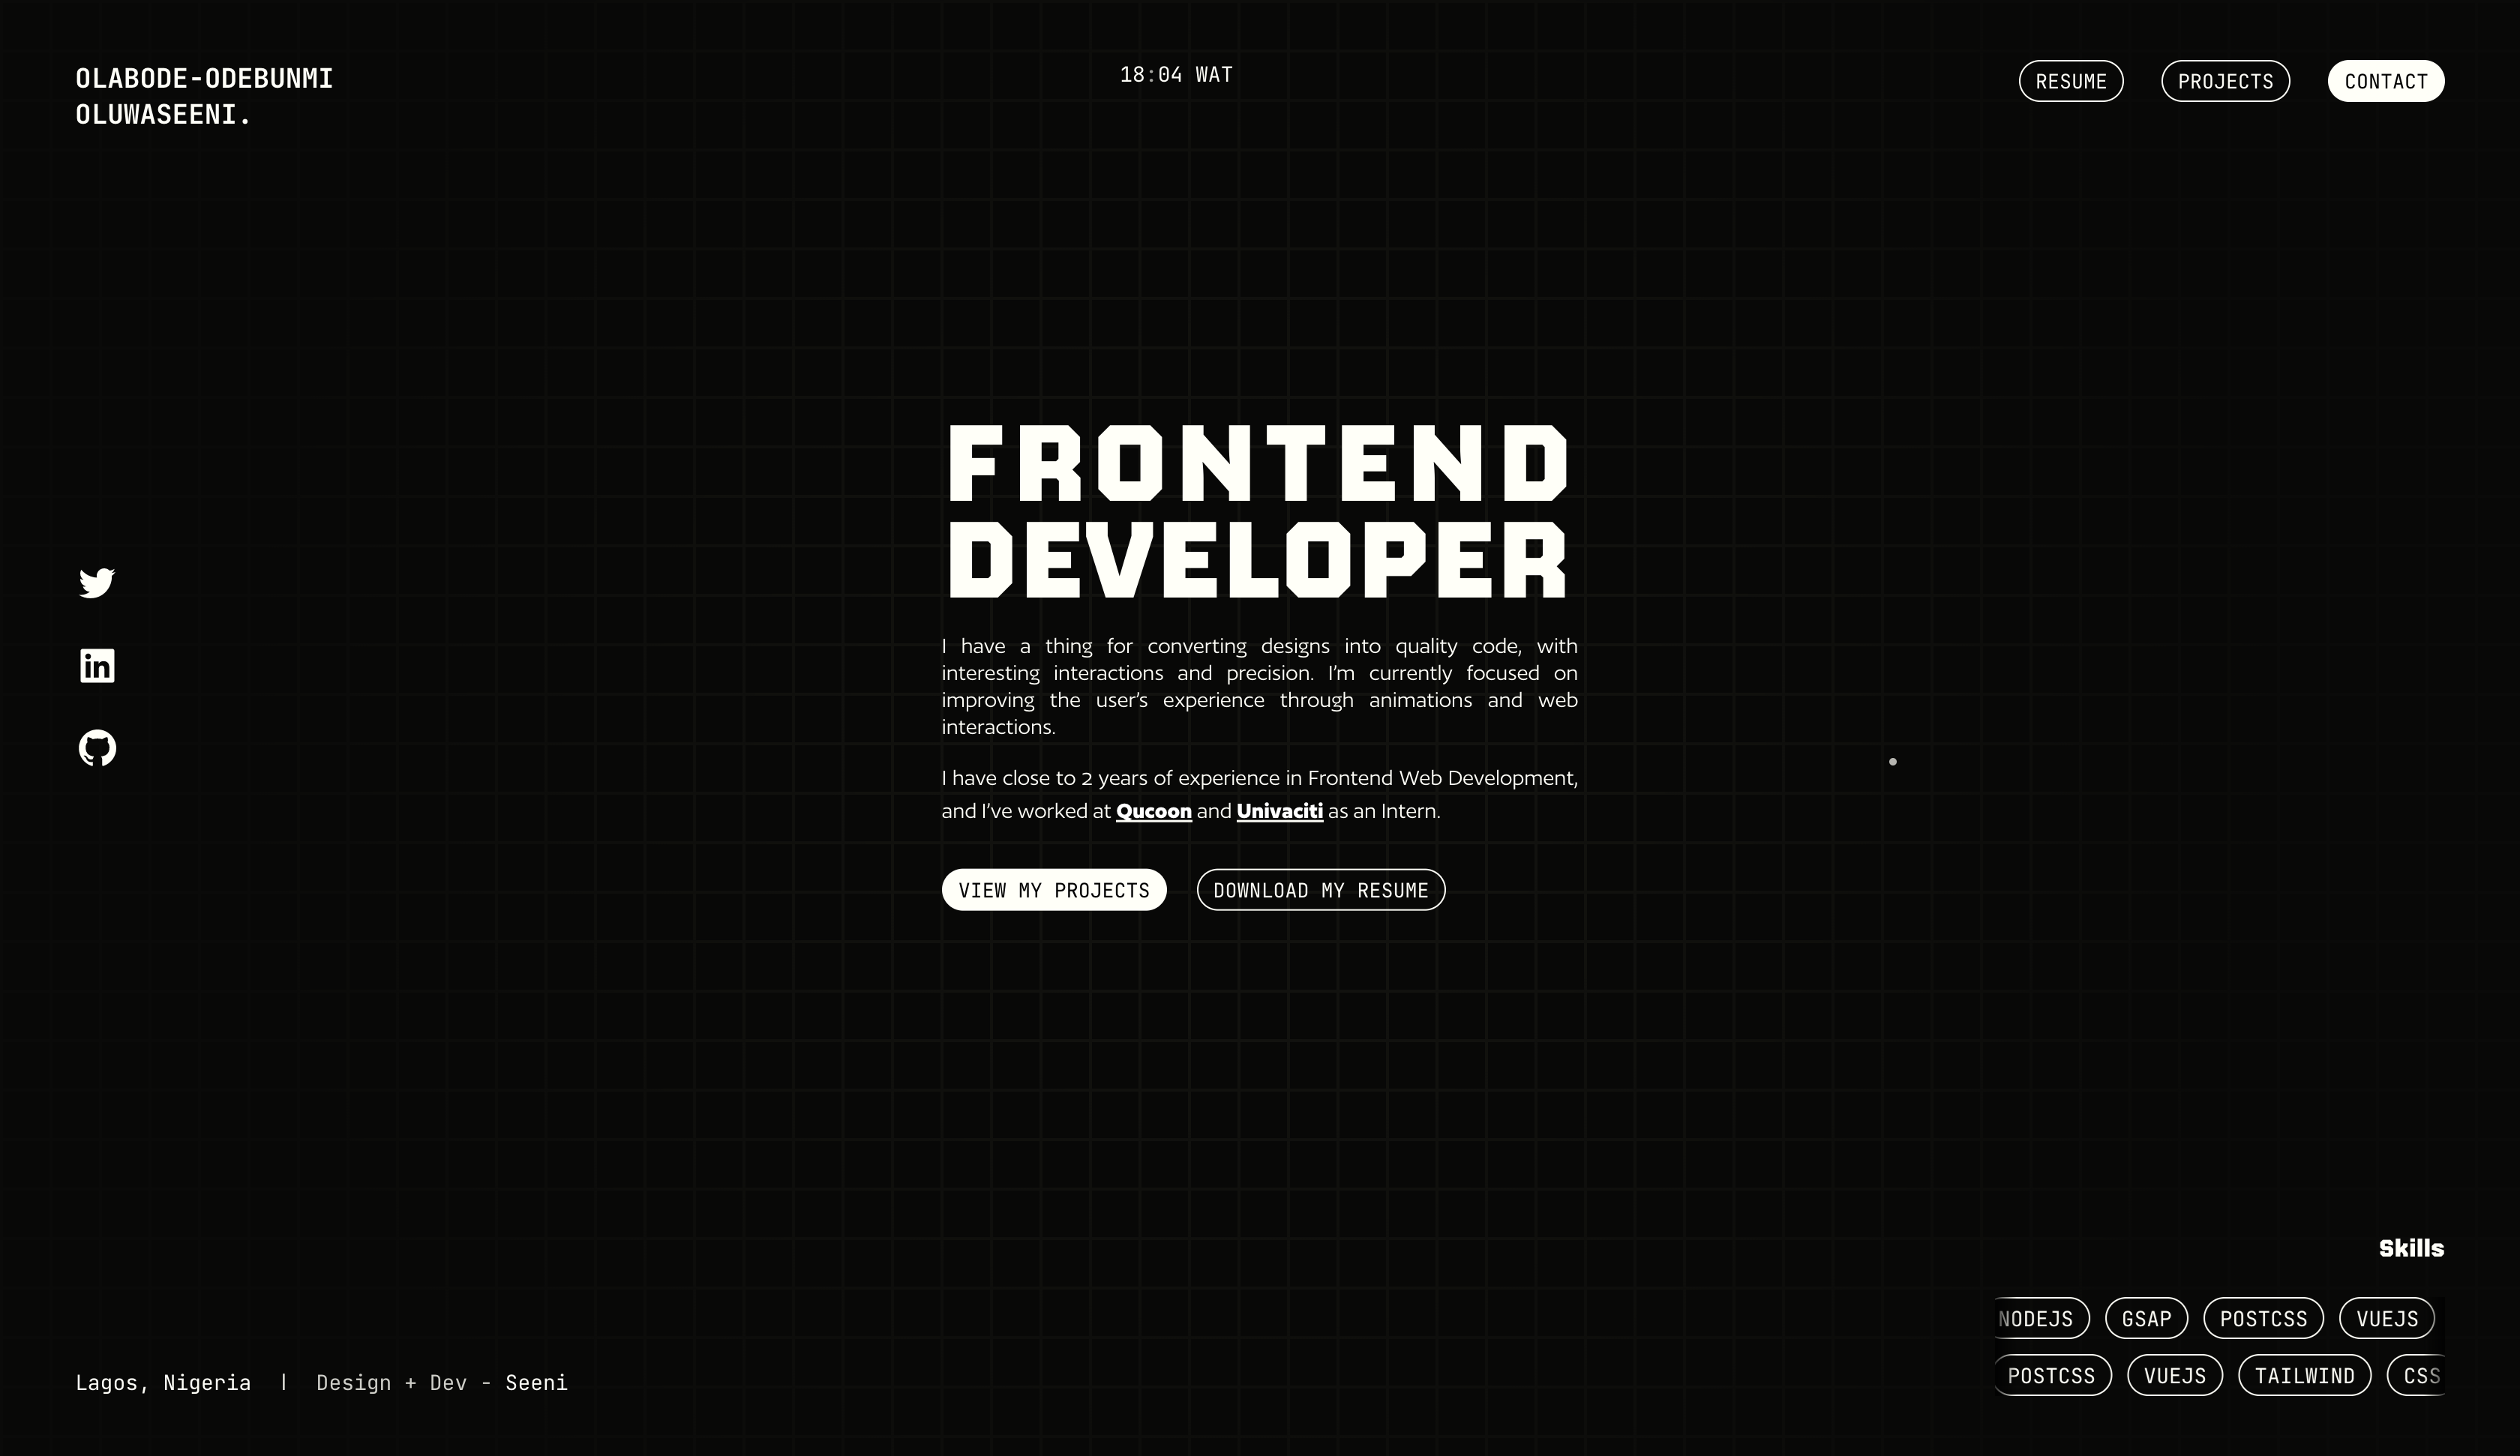 OLABODE-ODEBUNMI
OLUWASEENI.
18:04 WAT
RESUME
PROJECTS
CONTACT
FRONTEND
DEVELOPER
I have a thing for converting designs into quality code, with
interesting interactions and precision. I’m currently focused on
improving the user’s experience through animations and web
interactions.
I have close to 2 years of experience in Frontend Web Development,
and I’ve worked at Qucoon and Univaciti as an Intern.
VIEW MY PROJECTS
DOWNLOAD MY RESUME
Skills
NODEJS
GSAP
POSTCSS
VUEJS
POSTCSS
VUEJS
TAILWIND
CSS
Lagos, Nigeria | Design + Dev - Seeni